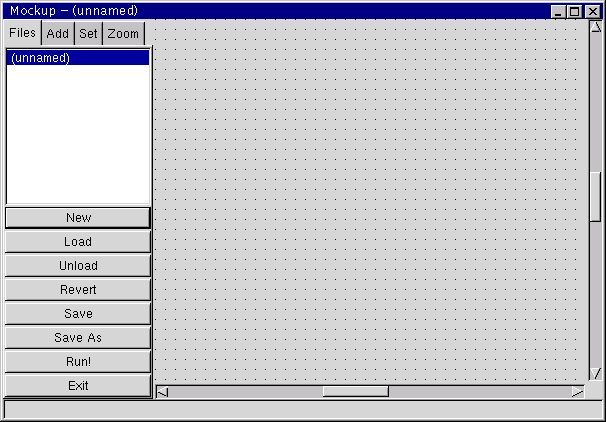 Mockup – (unnamed)
Files Add Set Zoom
(unnamed)
New
Load
Unload
Revert
Save
Save As
Run!
Exit